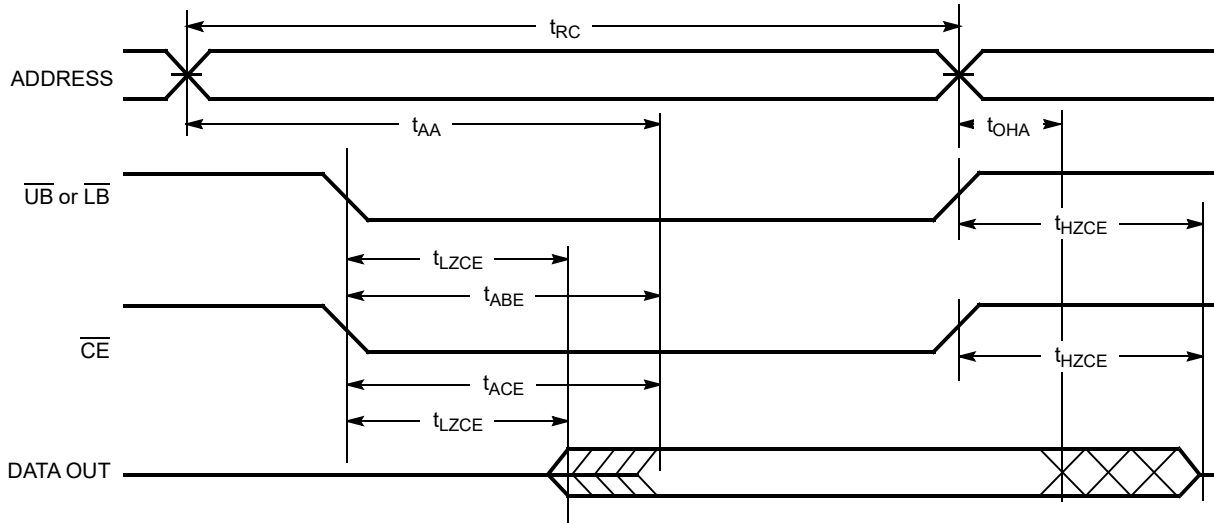 tRC
ADDRESS
tAA
tOHA
UB or LB
tHZCE
tLZCE
tABE
CE
tHZCE
tACE
tLZCE
DATA OUT